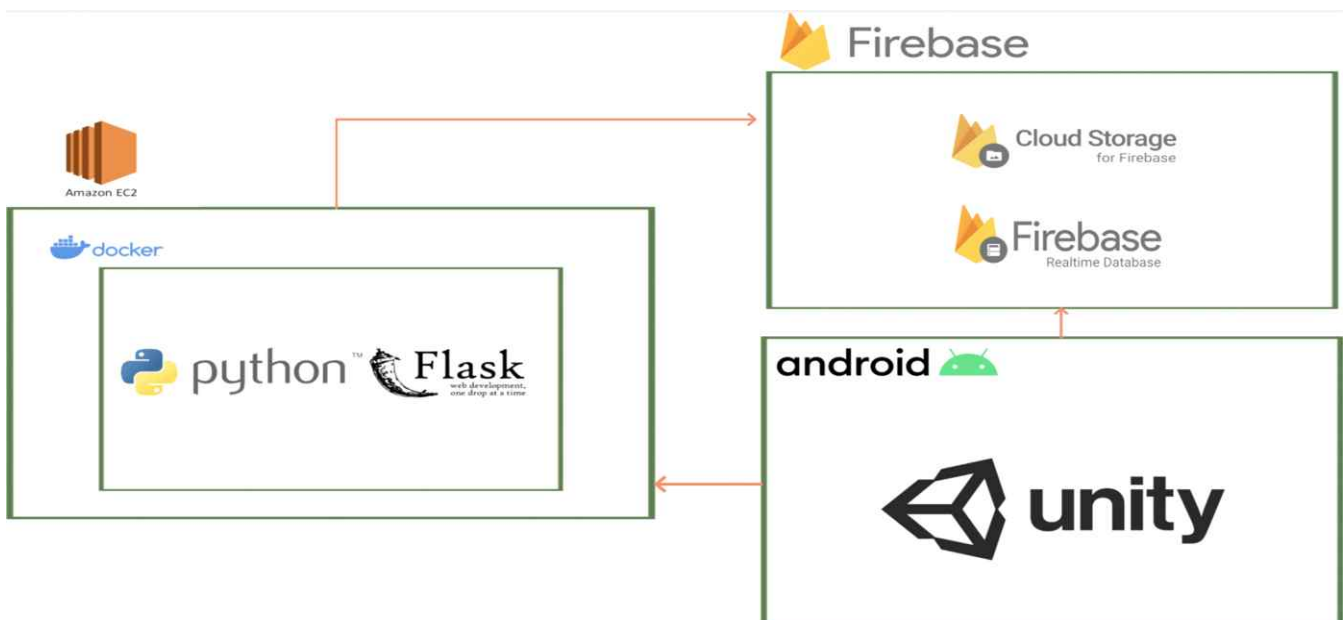 Firebase
Cloud Storage
for Firebase
Amazon EC2
Firebase
Realtime Database
docker
python™
Flask
web development,
one drop at a time
android
unity